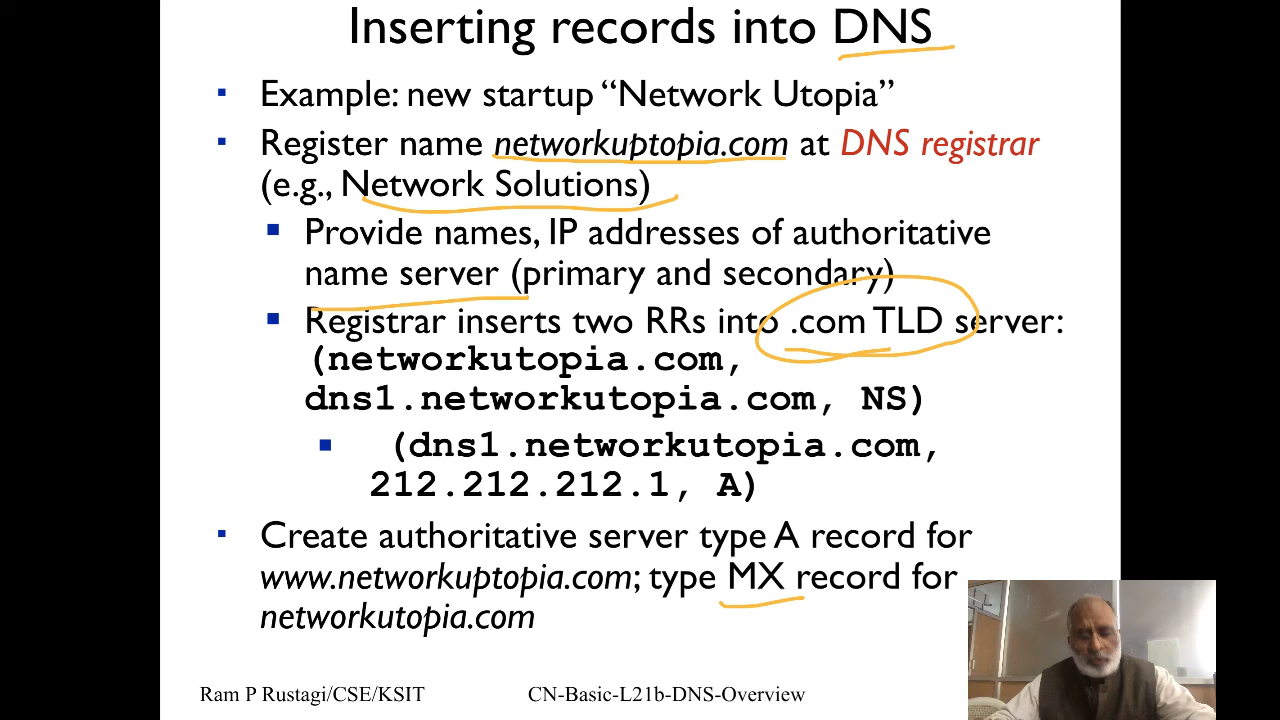 Inserting records into DNS
Example: new startup “Network Utopia”
Register name networkuptopia.com at DNS registrar
(e.g., Network Solutions)
Provide names, IP addresses of authoritative
name server (primary and secondary)
Registrar inserts two RRs into .com TLD server:
(networkutopia.com,
dns1.networkutopia.com, NS)
(dns1.networkutopia.com,
212.212.212.1, A)
Create authoritative server type A record for
www.networkuptopia.com; type MX record for
networkutopia.com
Ram P Rustagi/CSE/KSIT
CN-Basic-L21b-DNS-Overview